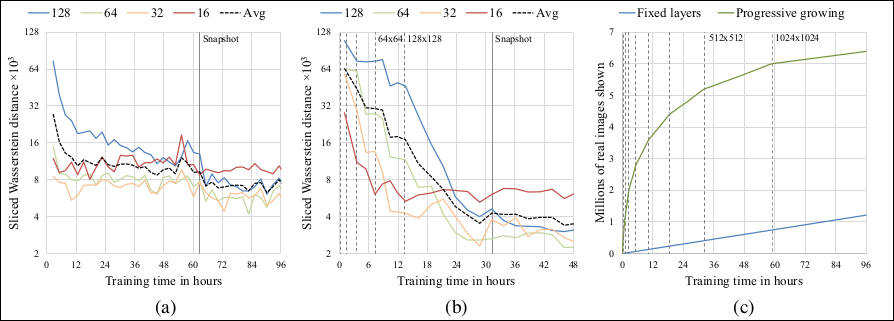 128 64 32 16 Avg
Sliced Wasserstein distance ×10³
128
64
32
16
8
4
2
Snapshot
0 12 24 36 48 60 72 84 96
Training time in hours
(a)
128 64 32 16 Avg
Sliced Wasserstein distance ×10³
128
64
32
16
8
4
2
64x64 128x128
Snapshot
0 6 12 18 24 30 36 42 48
Training time in hours
(b)
Fixed layers Progressive growing
Millions of real images shown
7
6
5
4
3
2
1
0
512x512
1024x1024
0 12 24 36 48 60 72 84 96
Training time in hours
(c)